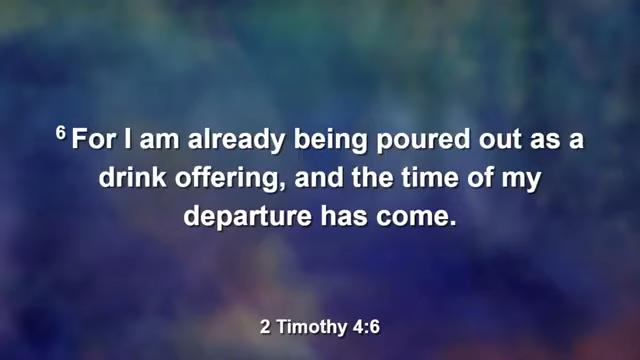 6 For I am already being poured out as a
drink offering, and the time of my
departure has come.
2 Timothy 4:6